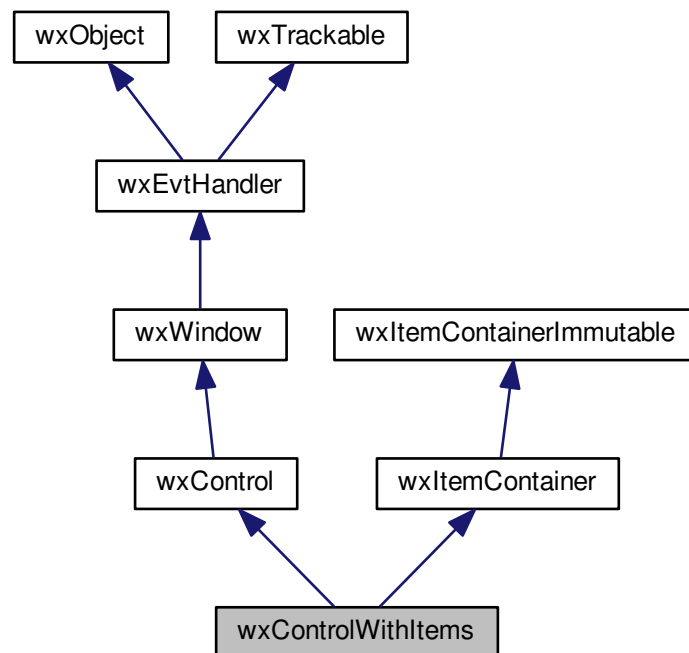 wxObject
wxTrackable
wxEvtHandler
wxWindow
wxItemContainerImmutable
wxControl
wxItemContainer
wxControlWithItems